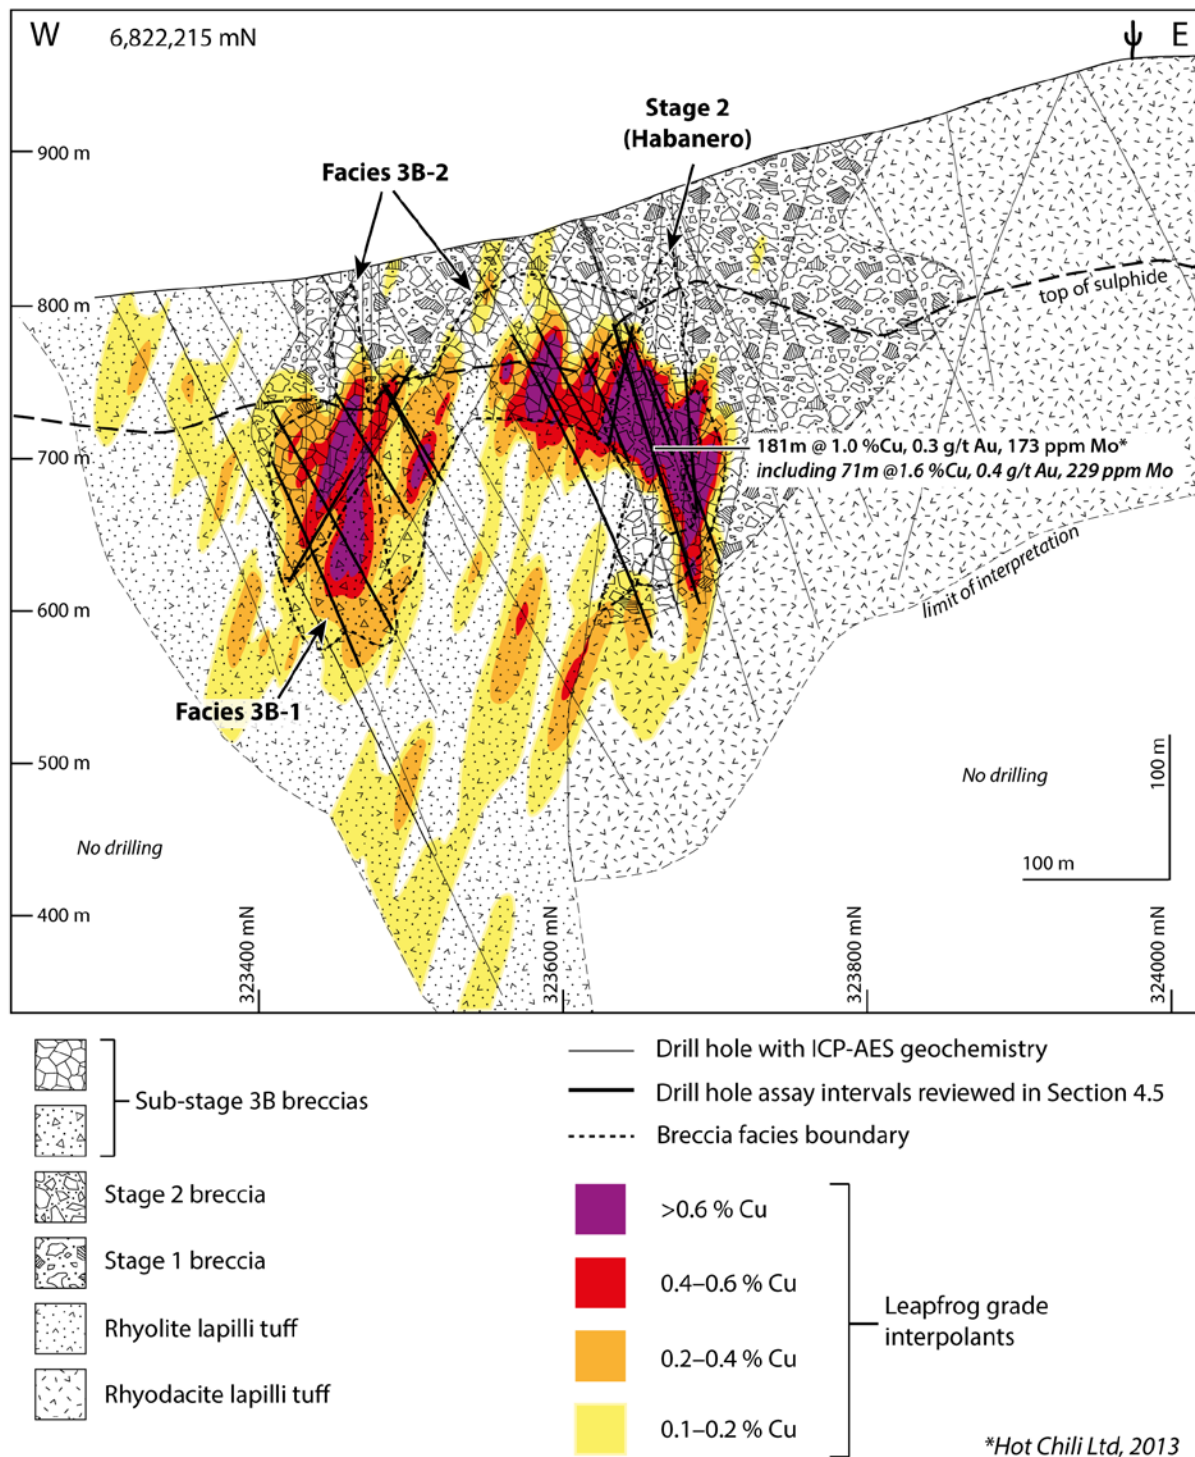 W 6,822,215 mN E
Stage 2
(Habanero)
900 m
Facies 3B-2
800 m
top of sulphide
700 m
181m @ 1.0 %Cu, 0.3 g/t Au, 173 ppm Mo*
including 71m @1.6 %Cu, 0.4 g/t Au, 229 ppm Mo
600 m
limit of interpretation
Facies 3B-1
500 m
No drilling
100 m
No drilling
100 m
400 m
323400 mN
323600 mN
323800 mN
324000 mN
Sub-stage 3B breccias
Stage 2 breccia
Stage 1 breccia
Rhyolite lapilli tuff
Rhyodacite lapilli tuff
Drill hole with ICP-AES geochemistry
Drill hole assay intervals reviewed in Section 4.5
Breccia facies boundary
>0.6 % Cu
0.4–0.6 % Cu
0.2–0.4 % Cu
0.1–0.2 % Cu
Leapfrog grade
interpolants
*Hot Chili Ltd, 2013